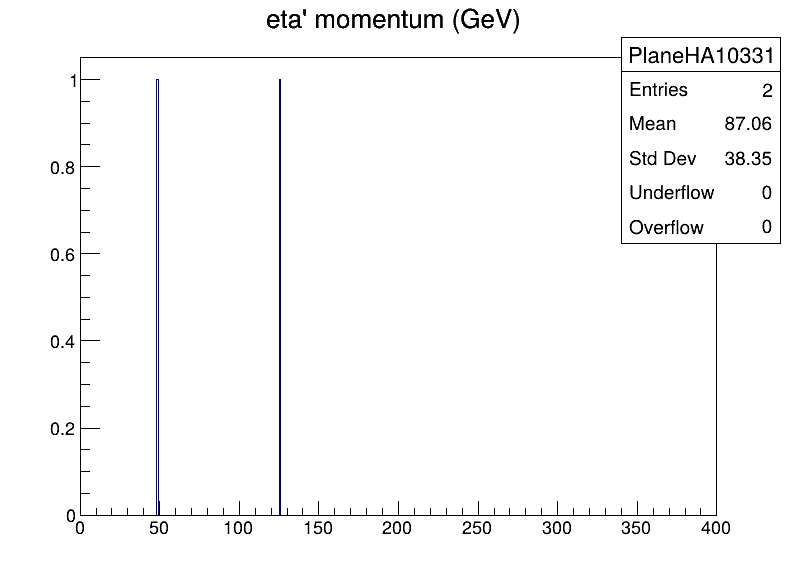 eta' momentum (GeV)
PlaneHA10331
Entries 2
Mean 87.06
Std Dev 38.35
Underflow 0
Overflow 0
1
0.8
0.6
0.4
0.2
0
0 50 100 150 200 250 300 350 400